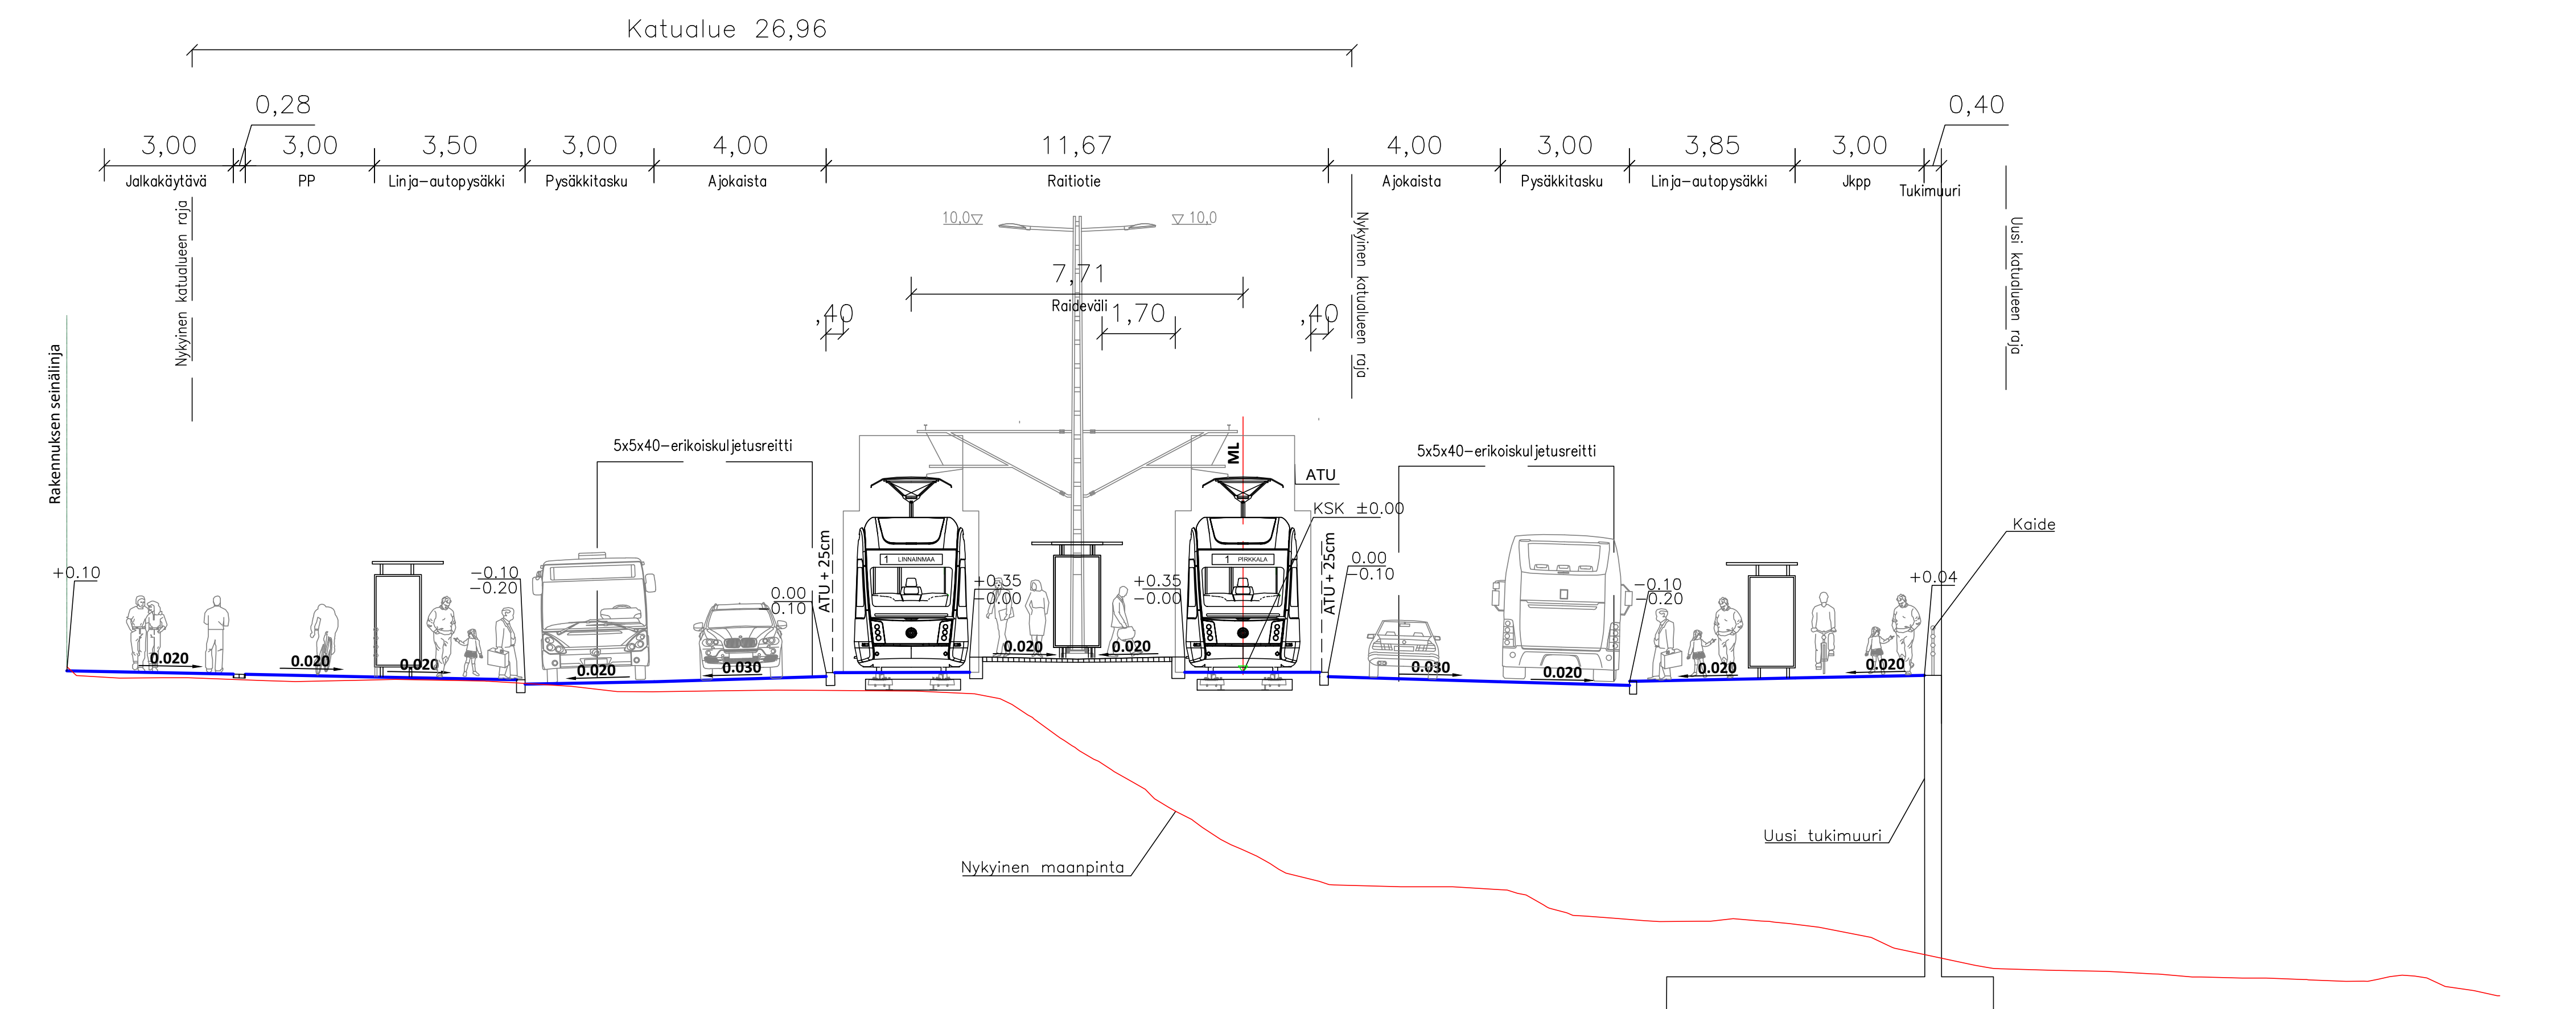 Katualue 26,96
0,28
0,40
3,00
3,00
3,50
3,00
4,00
11,67
4,00
3,00
3,85
3,00
Jalkakäytävä
PP
Linja-autopysäkki
Pysäkkitasku
Ajokaista
Raitiotie
Ajokaista
Pysäkkitasku
Linja-autopysäkki
Jkpp
Tukimuuri
Nykyinen katualueen raja
10,0
10,0
Nykyinen katualueen raja
Uusi katualueen raja
7,71
Raideväli
,40
1,70
,40
Rakennuksen seinälinja
5x5x40-erikoiskuljetusreitti
ML
5x5x40-erikoiskuljetusreitti
ATU
KSK ±0.00
Kaide
ATU + 25cm
ATU + 25cm
1 LINNAINMAA
1 PIRKKALA
+0.10
-0.10
-0.20
0.00
-0.10
+0.35
-0.00
+0.35
-0.00
0.00
-0.10
-0.10
-0.20
+0.04
0.020
0.020
0.020
0.020
0.030
0.020
0.020
0.030
0.020
0.020
0.020
Uusi tukimuuri
Nykyinen maanpinta